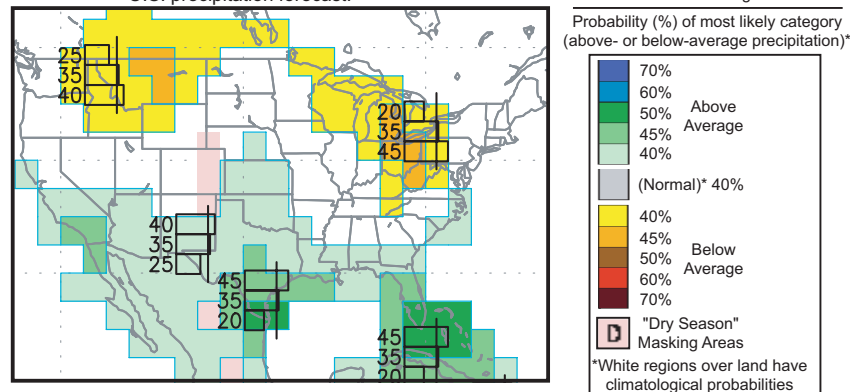 U.S. precipitation forecast.
Probability (%) of most likely category
(above- or below-average precipitation)*
70%
60%
50%
45%
40%
Above
Average
(Normal)* 40%
40%
45%
50%
60%
70%
Below
Average
D
"Dry Season"
Masking Areas
*White regions over land have
climatological probabilities
25
35
40
20
35
45
40
35
25
45
35
20
45
35
20